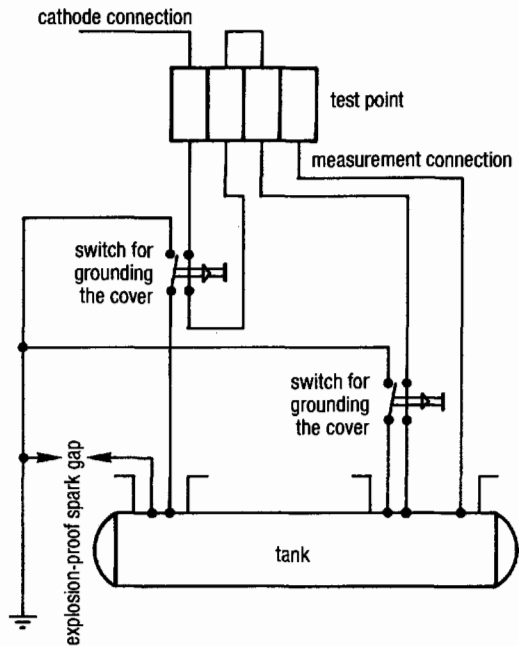 cathode connection
test point
measurement connection
switch for
grounding
the cover
switch for
grounding
the cover
explosion-proof spark gap
tank